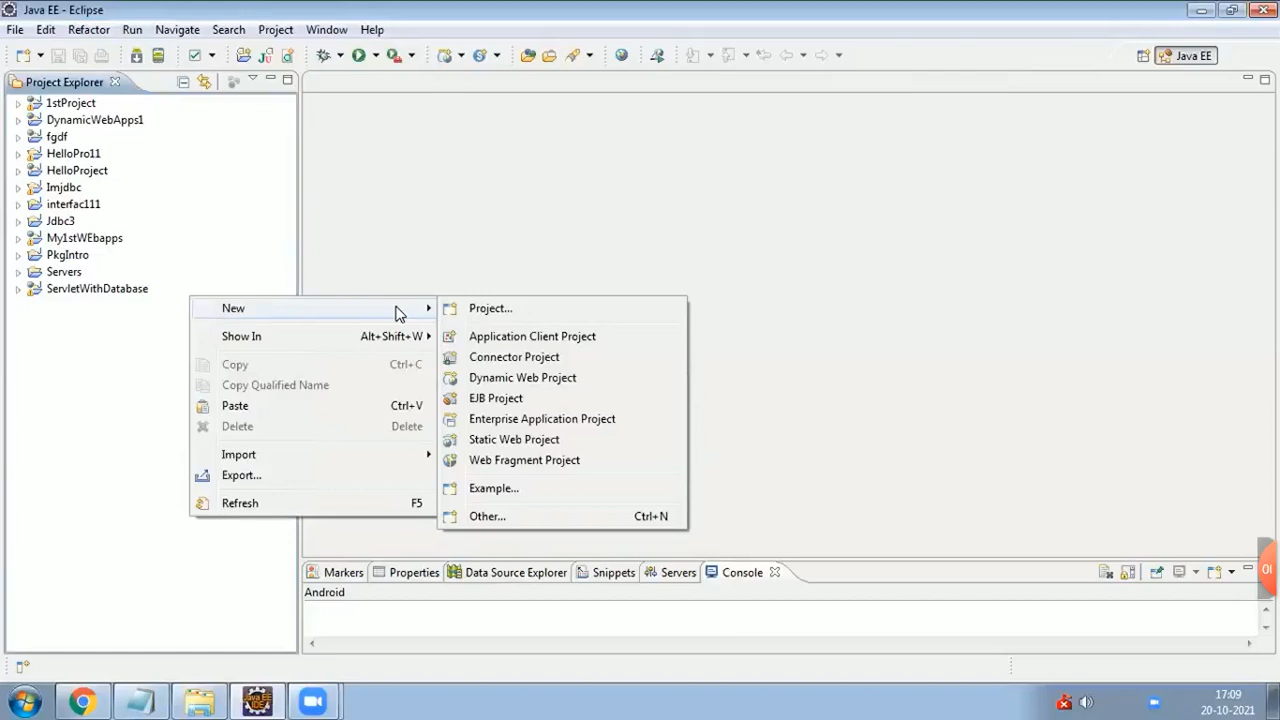 Java EE - Eclipse
File Edit Refactor Run Navigate Search Project Window Help
Java EE
Project Explorer
1stProject
DynamicWebApps1
fgdf
HelloPro11
HelloProject
Imjdbc
interfac111
Jdbc3
My1stWEbapps
PkgIntro
Servers
ServletWithDatabase
New
Show In Alt+Shift+W
Copy Ctrl+C
Copy Qualified Name
Paste Ctrl+V
Delete Delete
Import
Export...
Refresh F5
Project...
Application Client Project
Connector Project
Dynamic Web Project
EJB Project
Enterprise Application Project
Static Web Project
Web Fragment Project
Example...
Other... Ctrl+N
Markers Properties Data Source Explorer Snippets Servers Console
Android
Java EE
IDE
17:09
20-10-2021